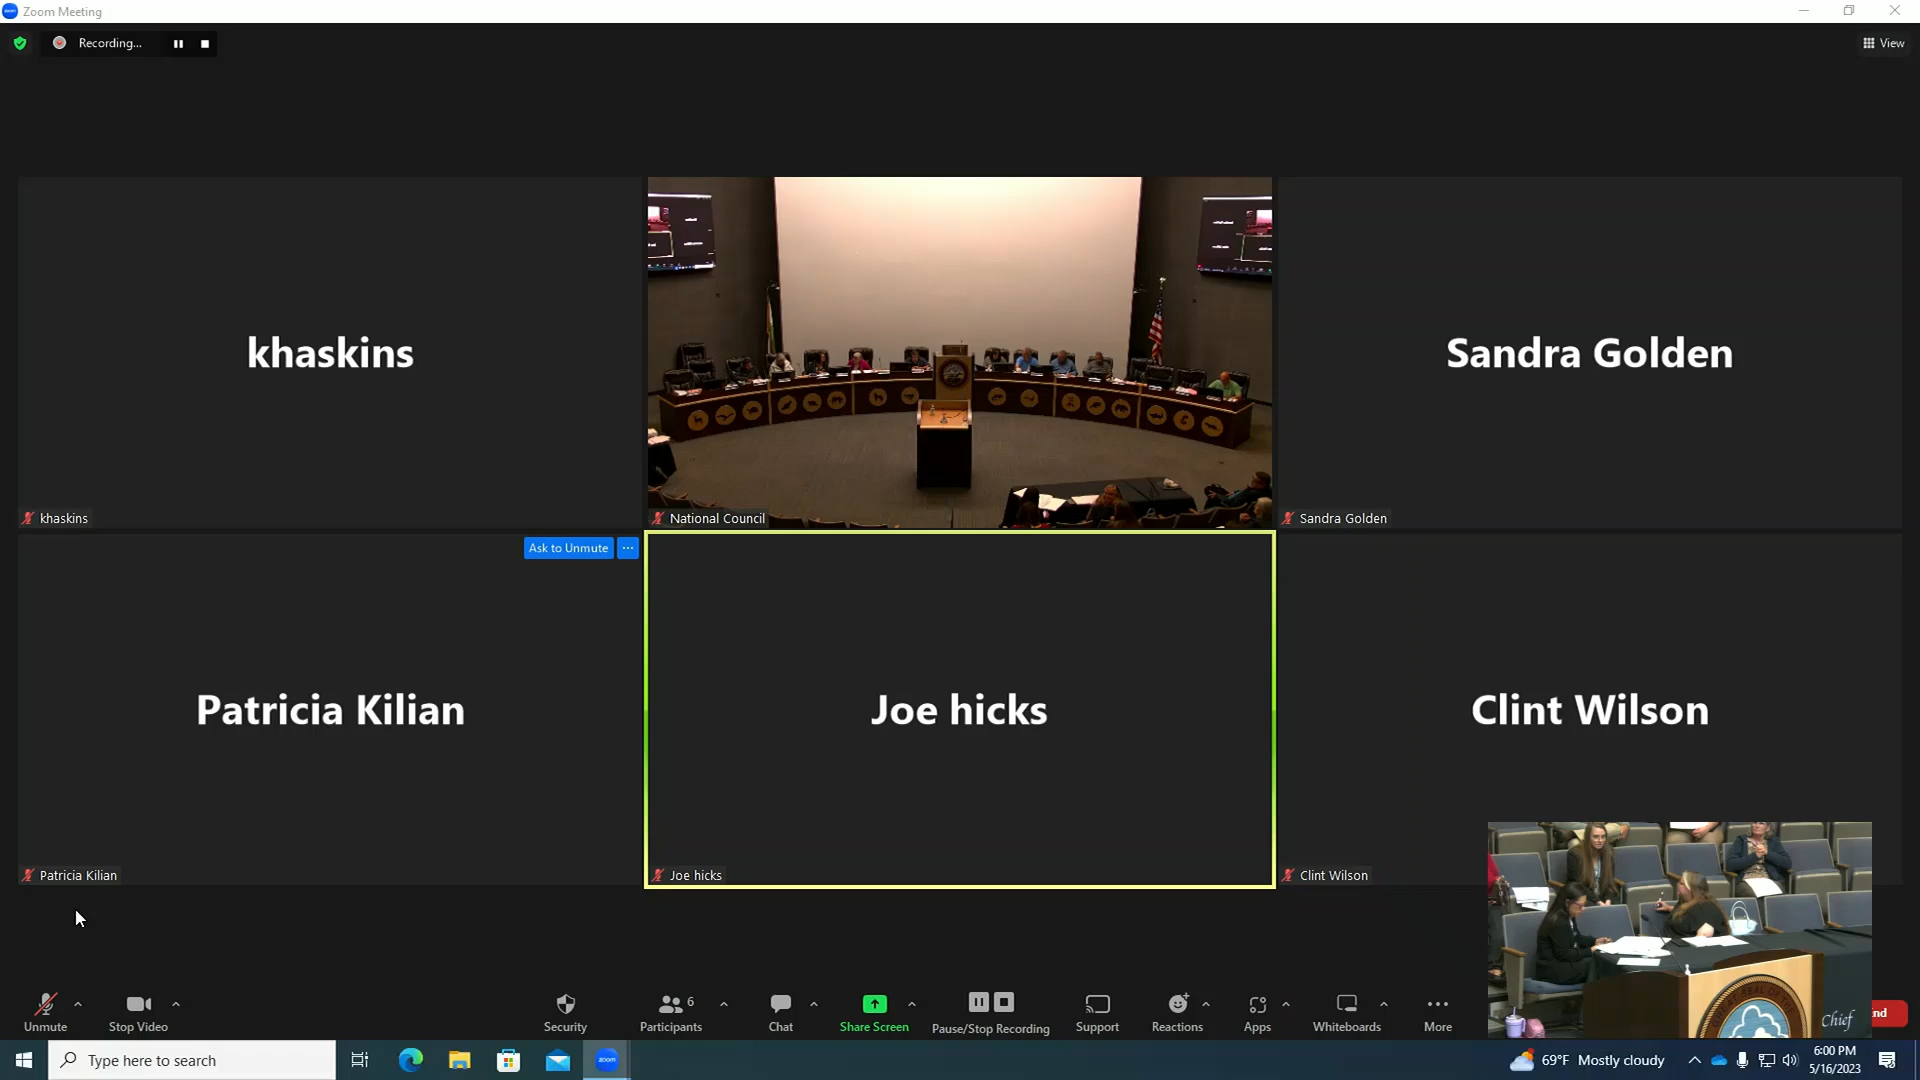 Zoom Meeting
Recording...
View
khaskins
Sandra Golden
khaskins
National Council
Sandra Golden
Ask to Unmute
Patricia Kilian
Joe hicks
Clint Wilson
Patricia Kilian
Joe hicks
Clint Wilson
Unmute
Stop Video
Security
6
Participants
Chat
Share Screen
Pause/Stop Recording
Support
Reactions
Apps
Whiteboards
More
Chief
nd
zoom
Type here to search
69°F Mostly cloudy
6:00 PM
5/16/2023